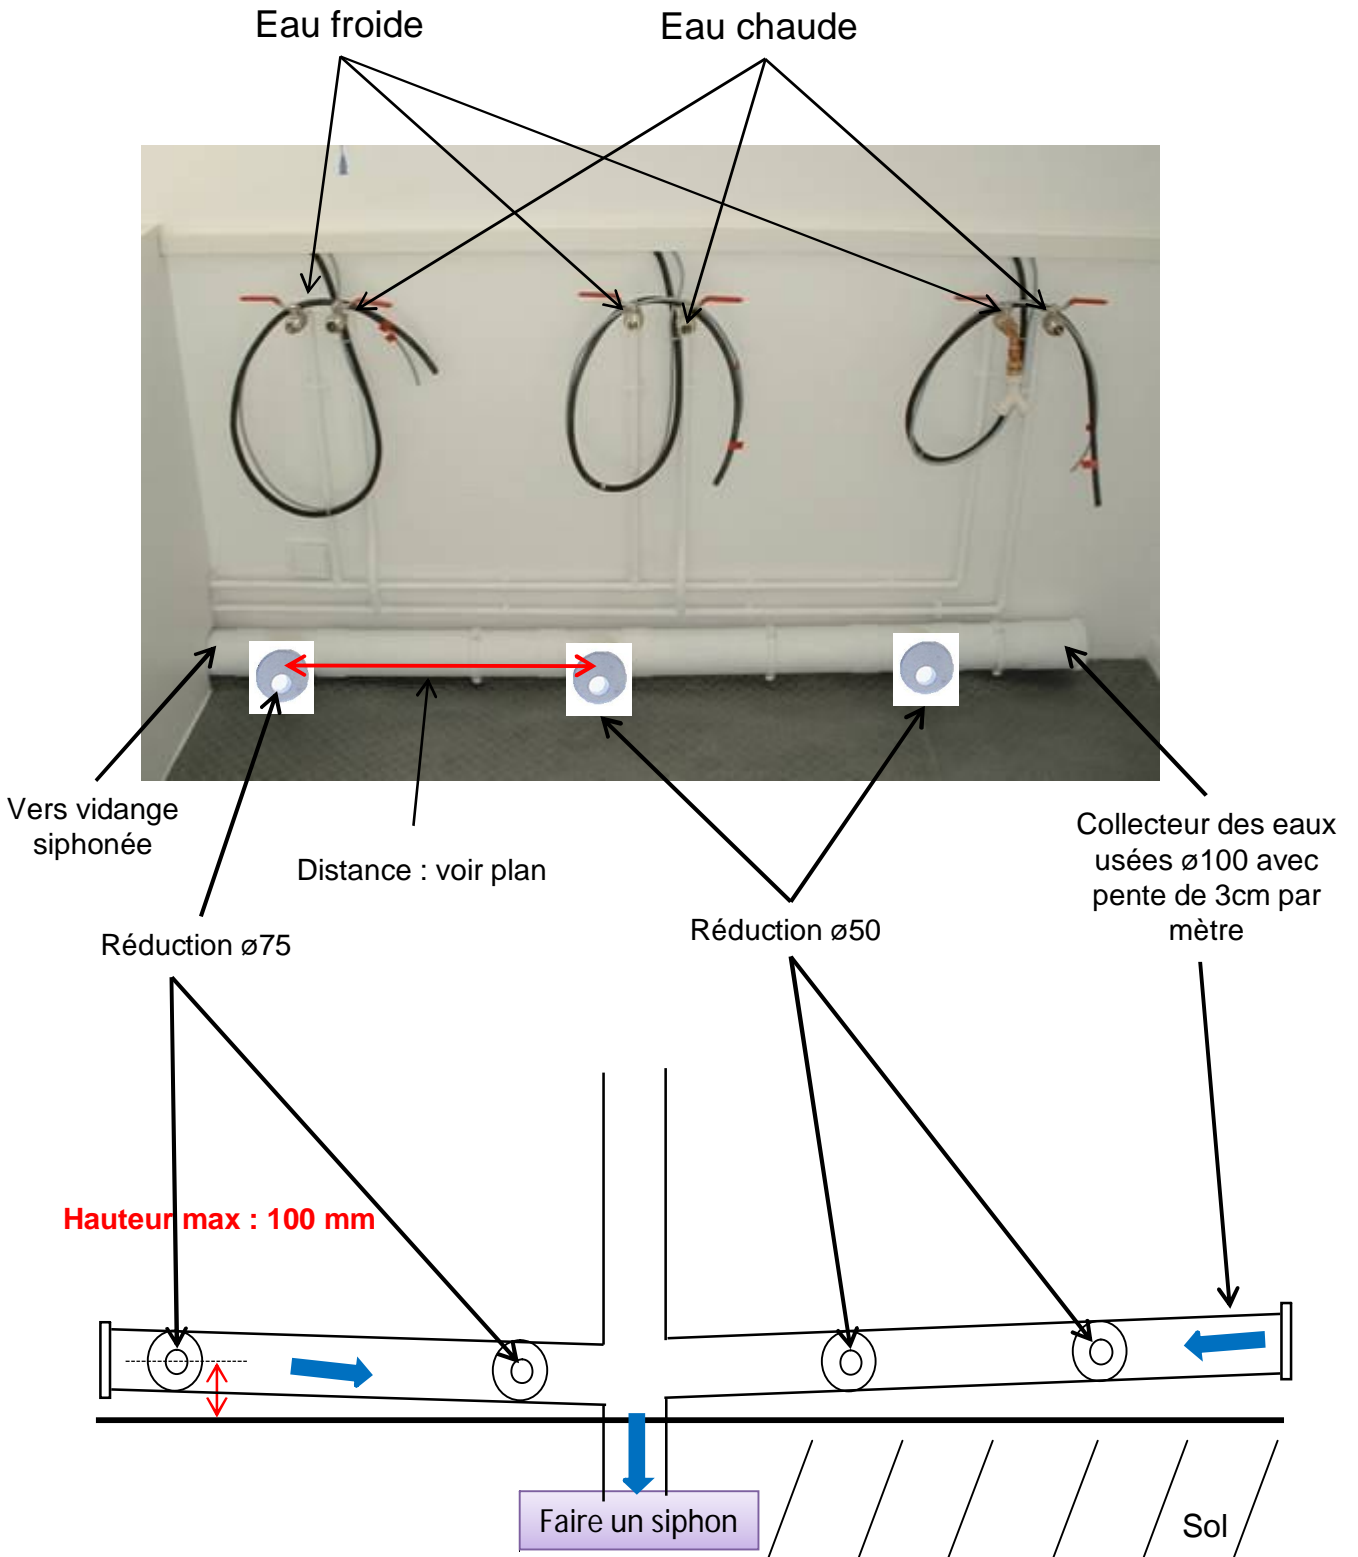 Eau froide
Eau chaude
Vers vidange
siphonée
Distance : voir plan
Collecteur des eaux
usées ø100 avec
pente de 3cm par
mètre
Réduction ø75
Réduction ø50
Hauteur max : 100 mm
Faire un siphon
Sol